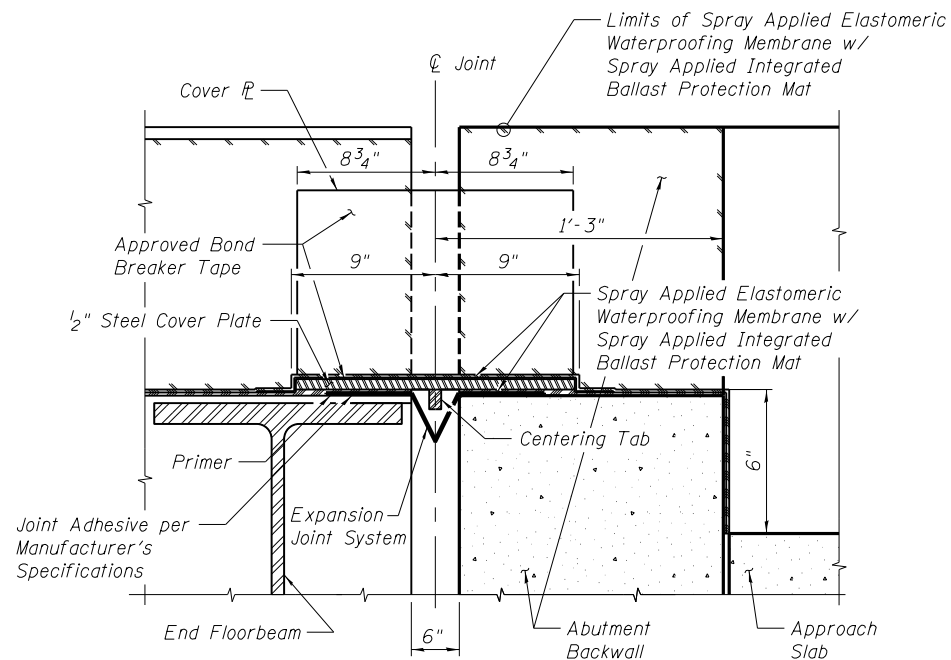 Limits of Spray Applied Elastomeric
Waterproofing Membrane w/
Spray Applied Integrated
Ballast Protection Mat
℄ Joint
Cover ⅊
8¾"
8¾"
1'-3"
Approved Bond
Breaker Tape
9"
9"
½" Steel Cover Plate
Spray Applied Elastomeric
Waterproofing Membrane w/
Spray Applied Integrated
Ballast Protection Mat
Centering Tab
6"
Primer
Joint Adhesive per
Manufacturer's
Specifications
Expansion
Joint System
End Floorbeam
6"
Abutment
Backwall
Approach
Slab